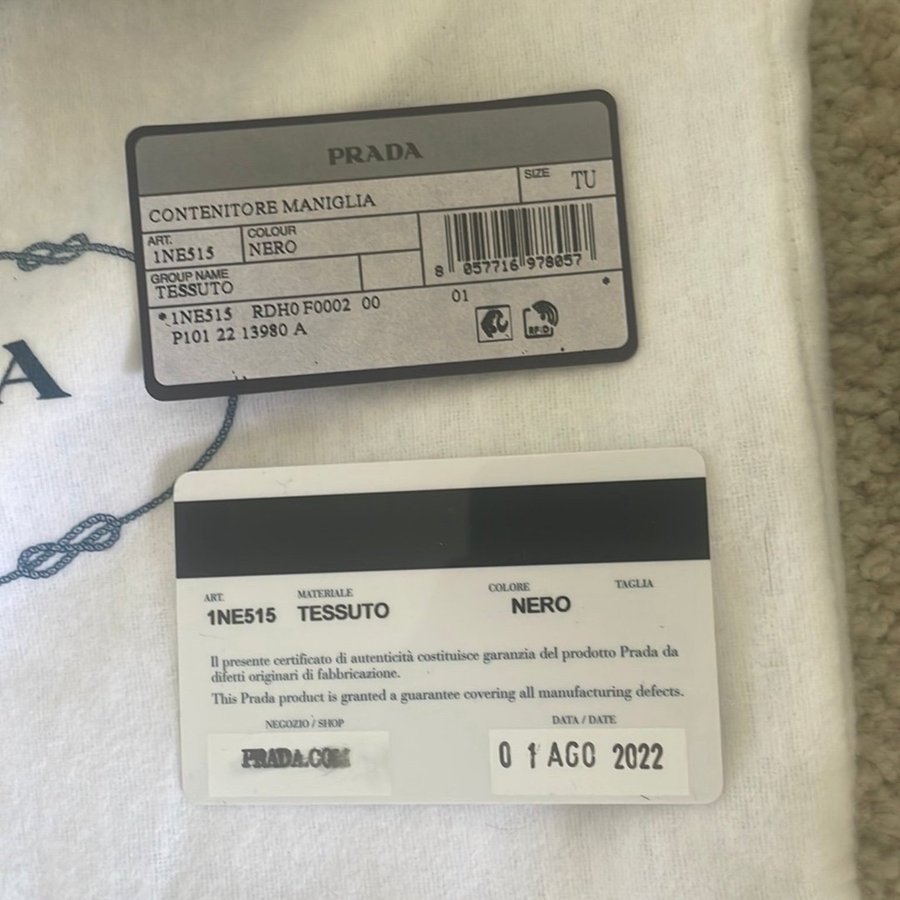 PRADA
CONTENITORE MANIGLIA
SIZE TU
ART. COLOUR
1NE515 NERO
8 057716 978057
GROUP NAME
TESSUTO
*1NE515 RDH0 F0002 00 01 *
P101 22 13980 A
RFID
A
ART. MATERIALE COLORE TAGLIA
1NE515 TESSUTO NERO
Il presente certificato di autenticità costituisce garanzia del prodotto Prada da
difetti originari di fabbricazione.
This Prada product is granted a guarantee covering all manufacturing defects.
NEGOZIO / SHOP DATA / DATE
PRADA.COM 0 1 AGO 2022